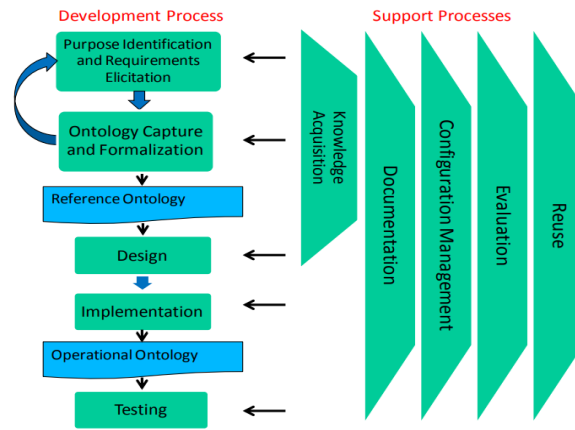 Development Process
Support Processes
Purpose Identification
and Requirements
Elicitation
Ontology Capture
and Formalization
Reference Ontology
Design
Implementation
Operational Ontology
Testing
Knowledge
Acquisition
Documentation
Configuration Management
Evaluation
Reuse